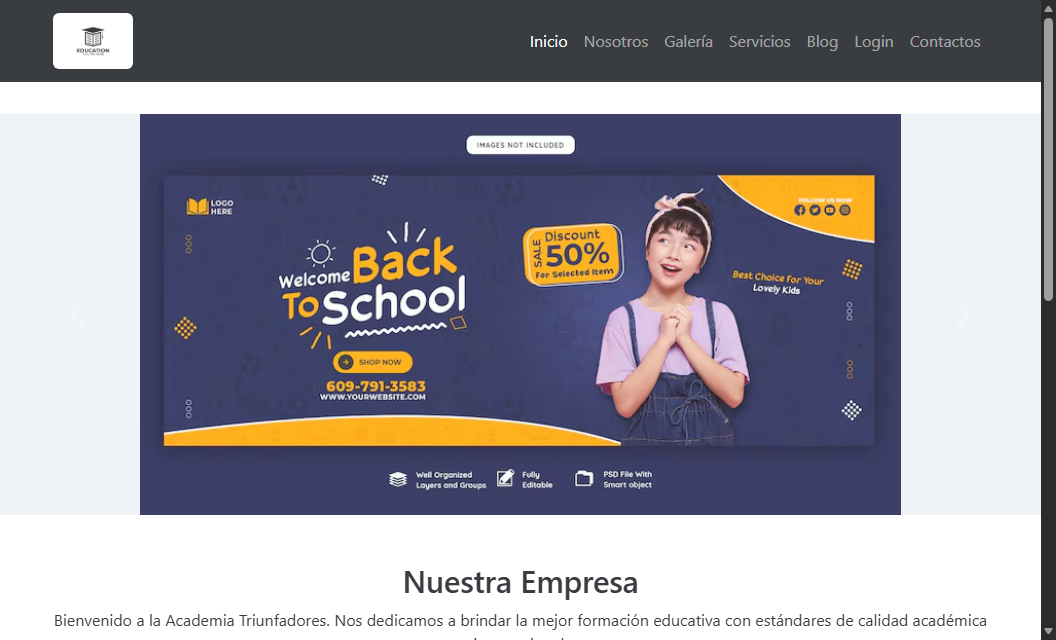 EDUCATION
Inicio Nosotros Galería Servicios Blog Login Contactos
IMAGES NOT INCLUDED
LOGO
HERE
FOLLOW US NOW
Welcome Back
To School
SALE
Discount
50%
For Selected Item
Best Choice For Your
Lovely Kids
SHOP NOW
609-791-3583
WWW.YOURWEBSITE.COM
Well Organized
Layers and Groups
Fully
Editable
PSD File With
Smart object
Nuestra Empresa
Bienvenido a la Academia Triunfadores. Nos dedicamos a brindar la mejor formación educativa con estándares de calidad académica